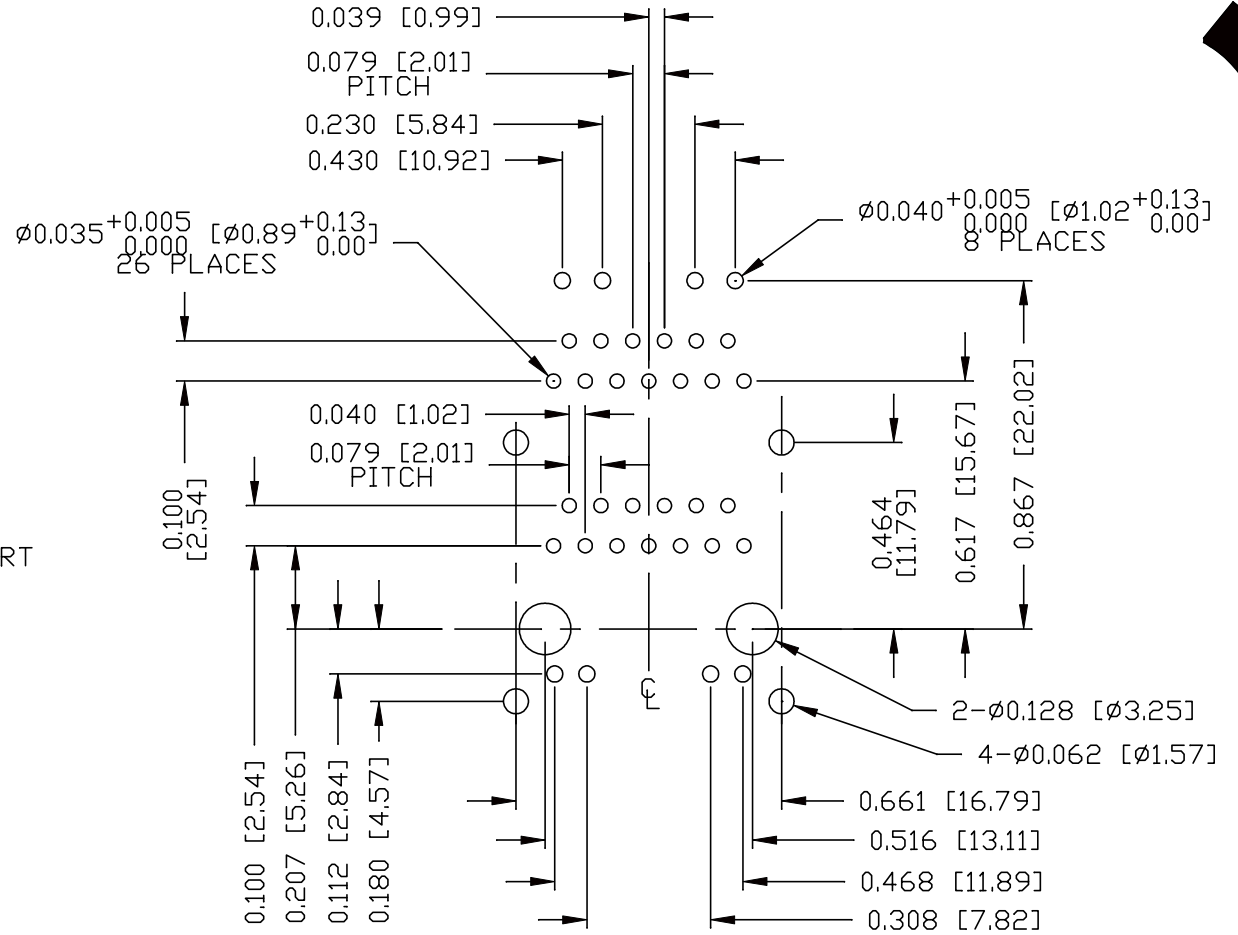 0.039 [0.99]
0.079 [2.01]
PITCH
0.230 [5.84]
0.430 [10.92]
Ø0.035+0.005 0.000 [Ø0.89+0.13 0.00]
26 PLACES
Ø0.040+0.005 0.000 [Ø1.02+0.13 0.00]
8 PLACES
0.040 [1.02]
0.079 [2.01]
PITCH
0.100
[2.54]
0.464
[11.79]
0.617 [15.67]
0.867 [22.02]
RT
℄
2-Ø0.128 [Ø3.25]
4-Ø0.062 [Ø1.57]
0.100 [2.54]
0.207 [5.26]
0.112 [2.84]
0.180 [4.57]
0.661 [16.79]
0.516 [13.11]
0.468 [11.89]
0.308 [7.82]